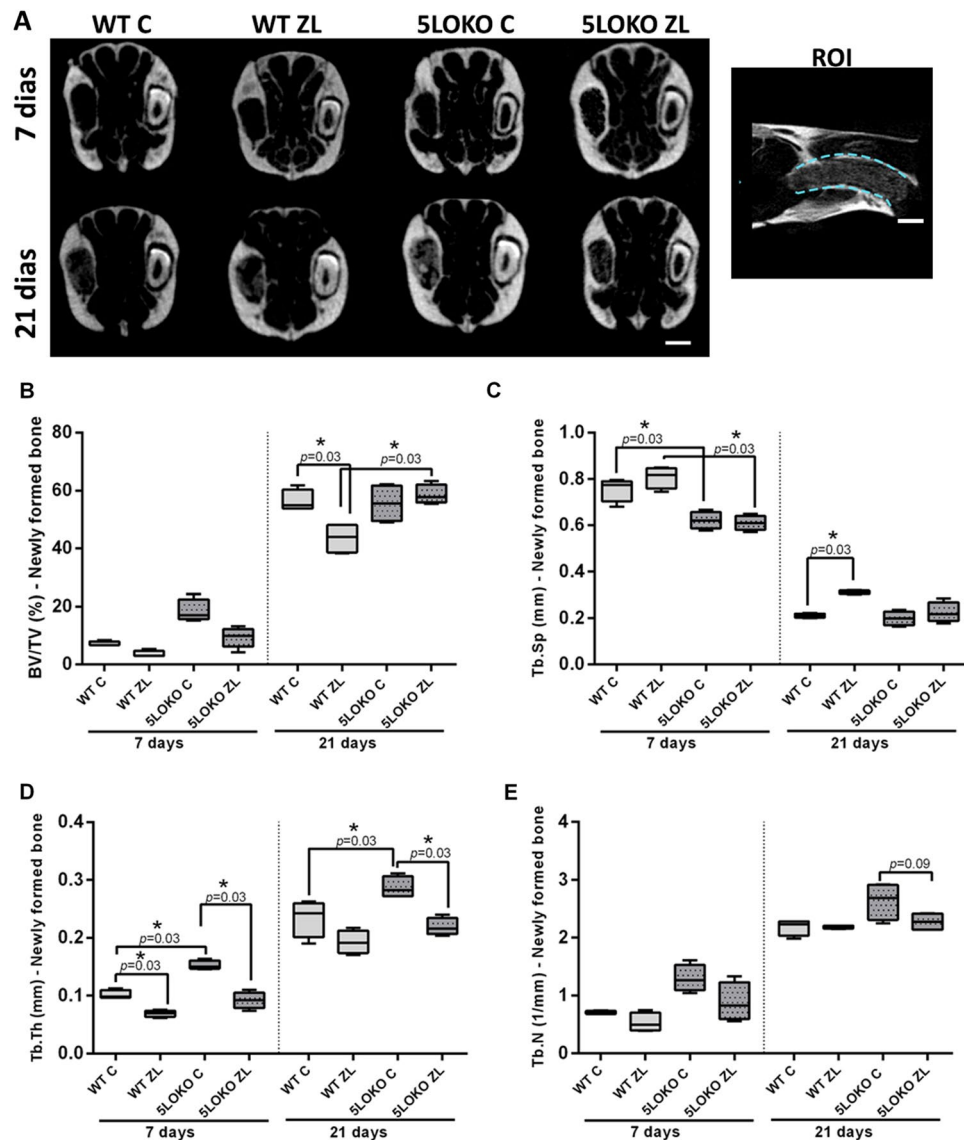 A
WT C WT ZL 5LOKO C 5LOKO ZL
ROI
7 dias
21 dias
B
BV/TV (%) - Newly formed bone
80
60
40
20
0
* p=0.03
* p=0.03
WT C WT ZL 5LOKO C 5LOKO ZL WT C WT ZL 5LOKO C 5LOKO ZL
7 days 21 days
C
Tb.Sp (mm) - Newly formed bone
1.0
0.8
0.6
0.4
0.2
0.0
* p=0.03
* p=0.03
* p=0.03
WT C WT ZL 5LOKO C 5LOKO ZL WT C WT ZL 5LOKO C 5LOKO ZL
7 days 21 days
D
Tb.Th (mm) - Newly formed bone
0.4
0.3
0.2
0.1
0.0
* p=0.03
* p=0.03
* p=0.03
* p=0.03
* p=0.03
WT C WT ZL 5LOKO C 5LOKO ZL WT C WT ZL 5LOKO C 5LOKO ZL
7 days 21 days
E
Tb.N (1/mm) - Newly formed bone
4
3
2
1
0
p=0.09
WT C WT ZL 5LOKO C 5LOKO ZL WT C WT ZL 5LOKO C 5LOKO ZL
7 days 21 days